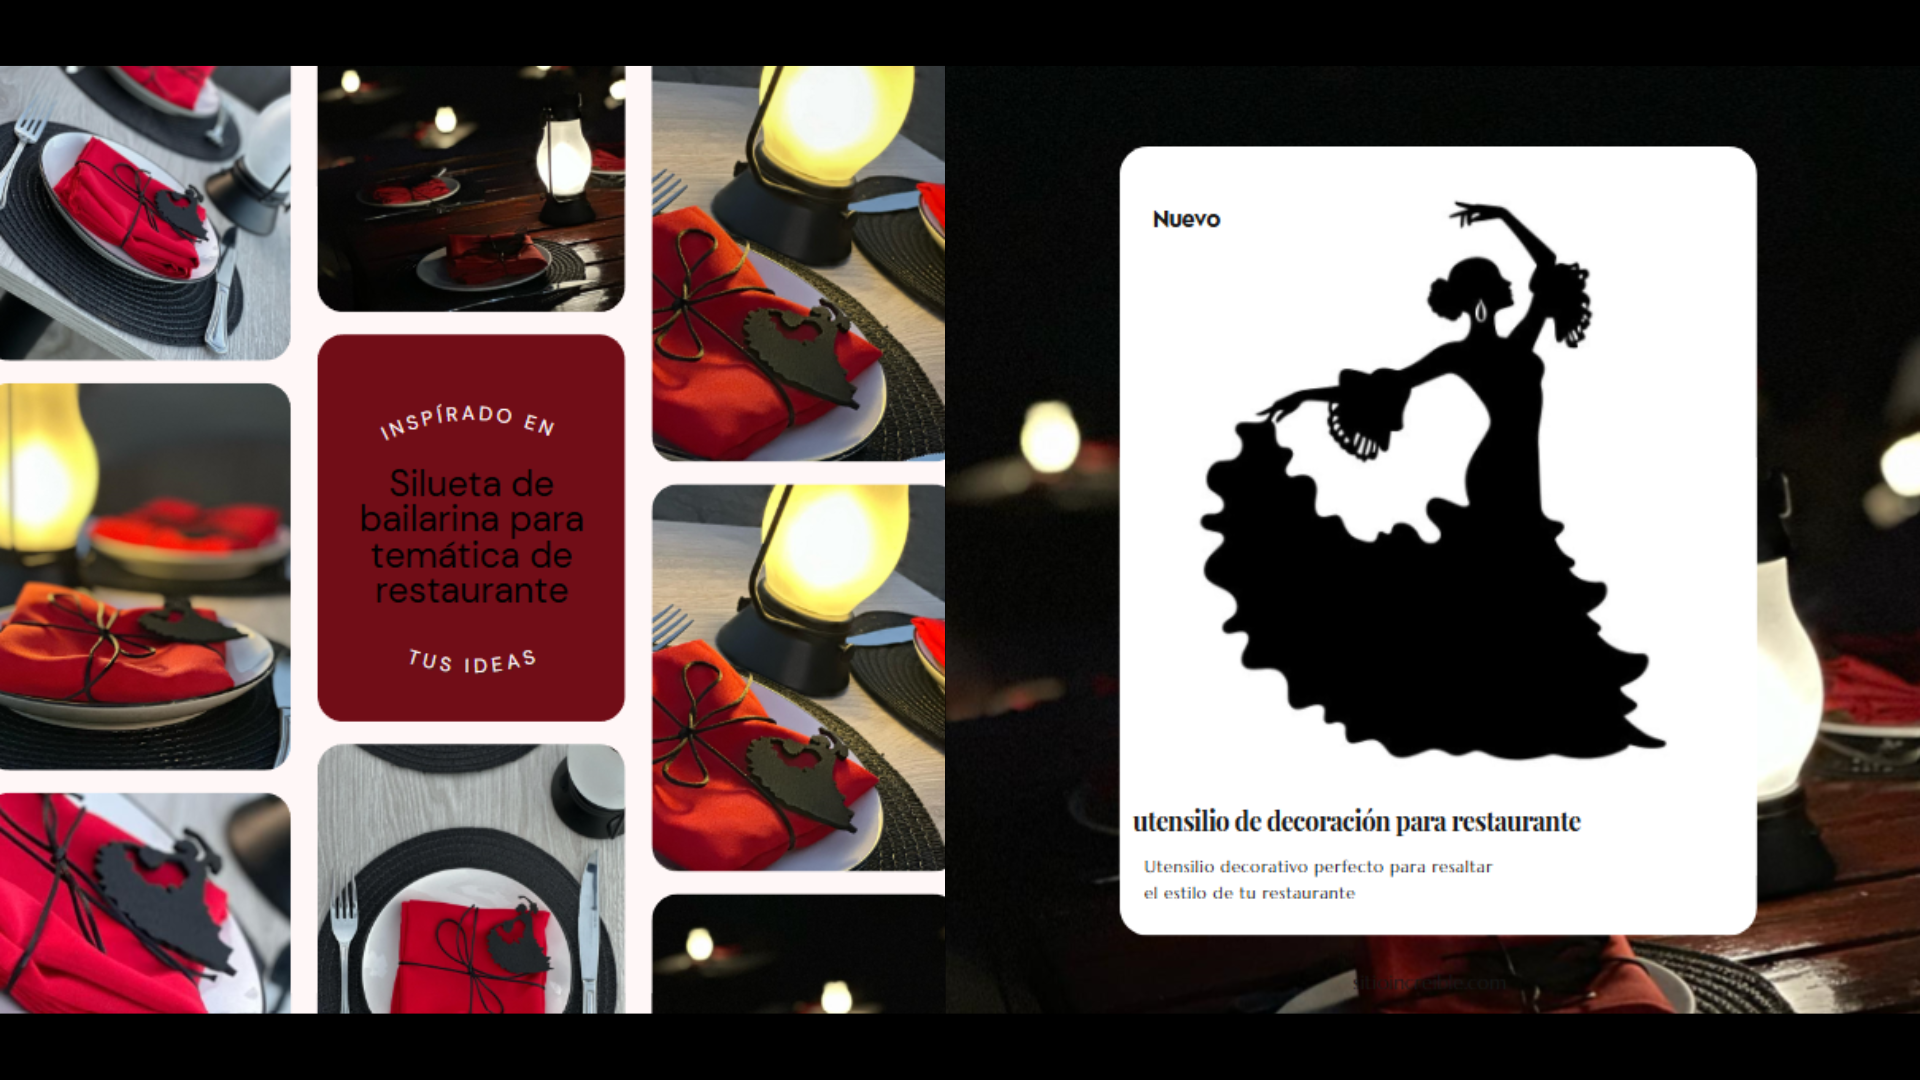 INSPÍRADO EN
Silueta de
bailarina para
temática de
restaurante
TUS IDEAS
Nuevo
utensilio de decoración para restaurante
Utensilio decorativo perfecto para resaltar
el estilo de tu restaurante